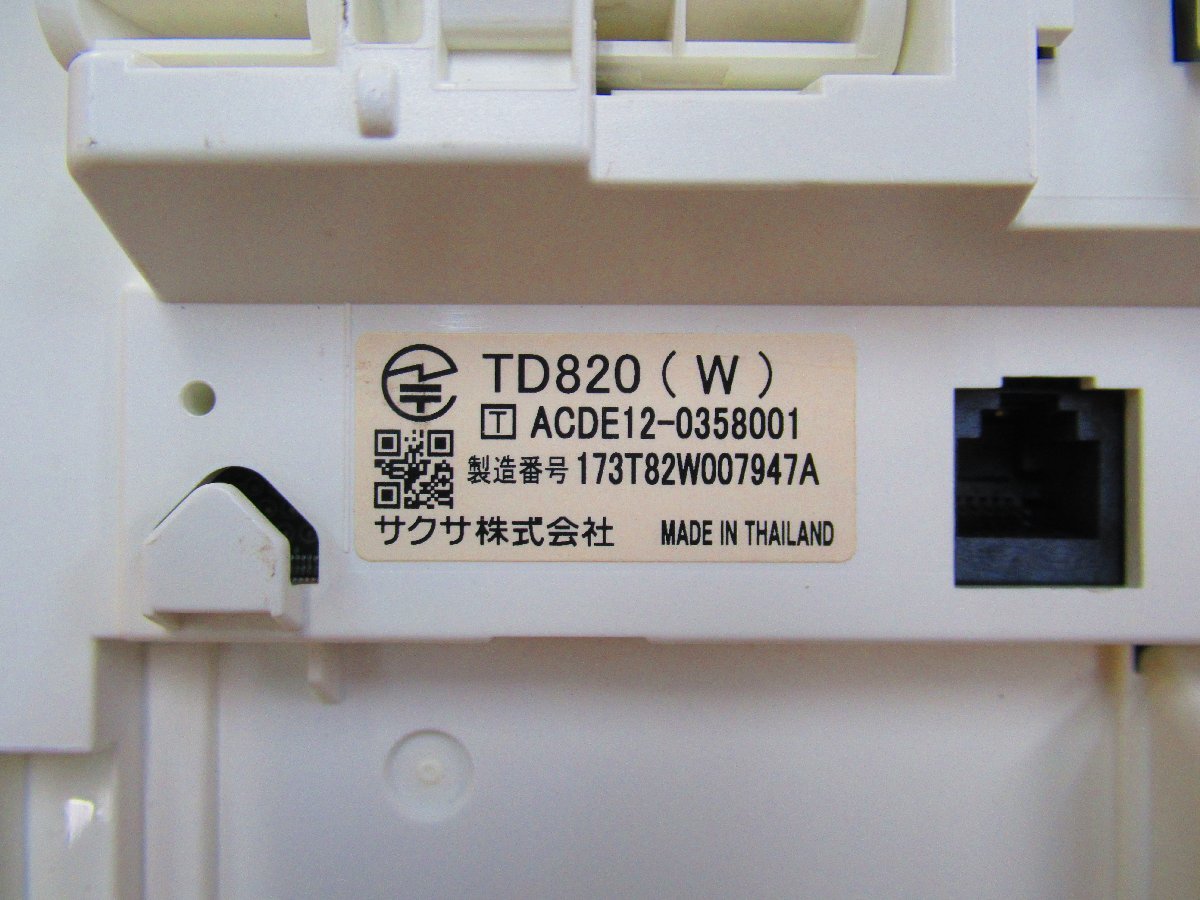 TD820 (W)
T ACDE12-0358001
製造番号 173T82W007947A
サクサ株式会社 MADE IN THAILAND